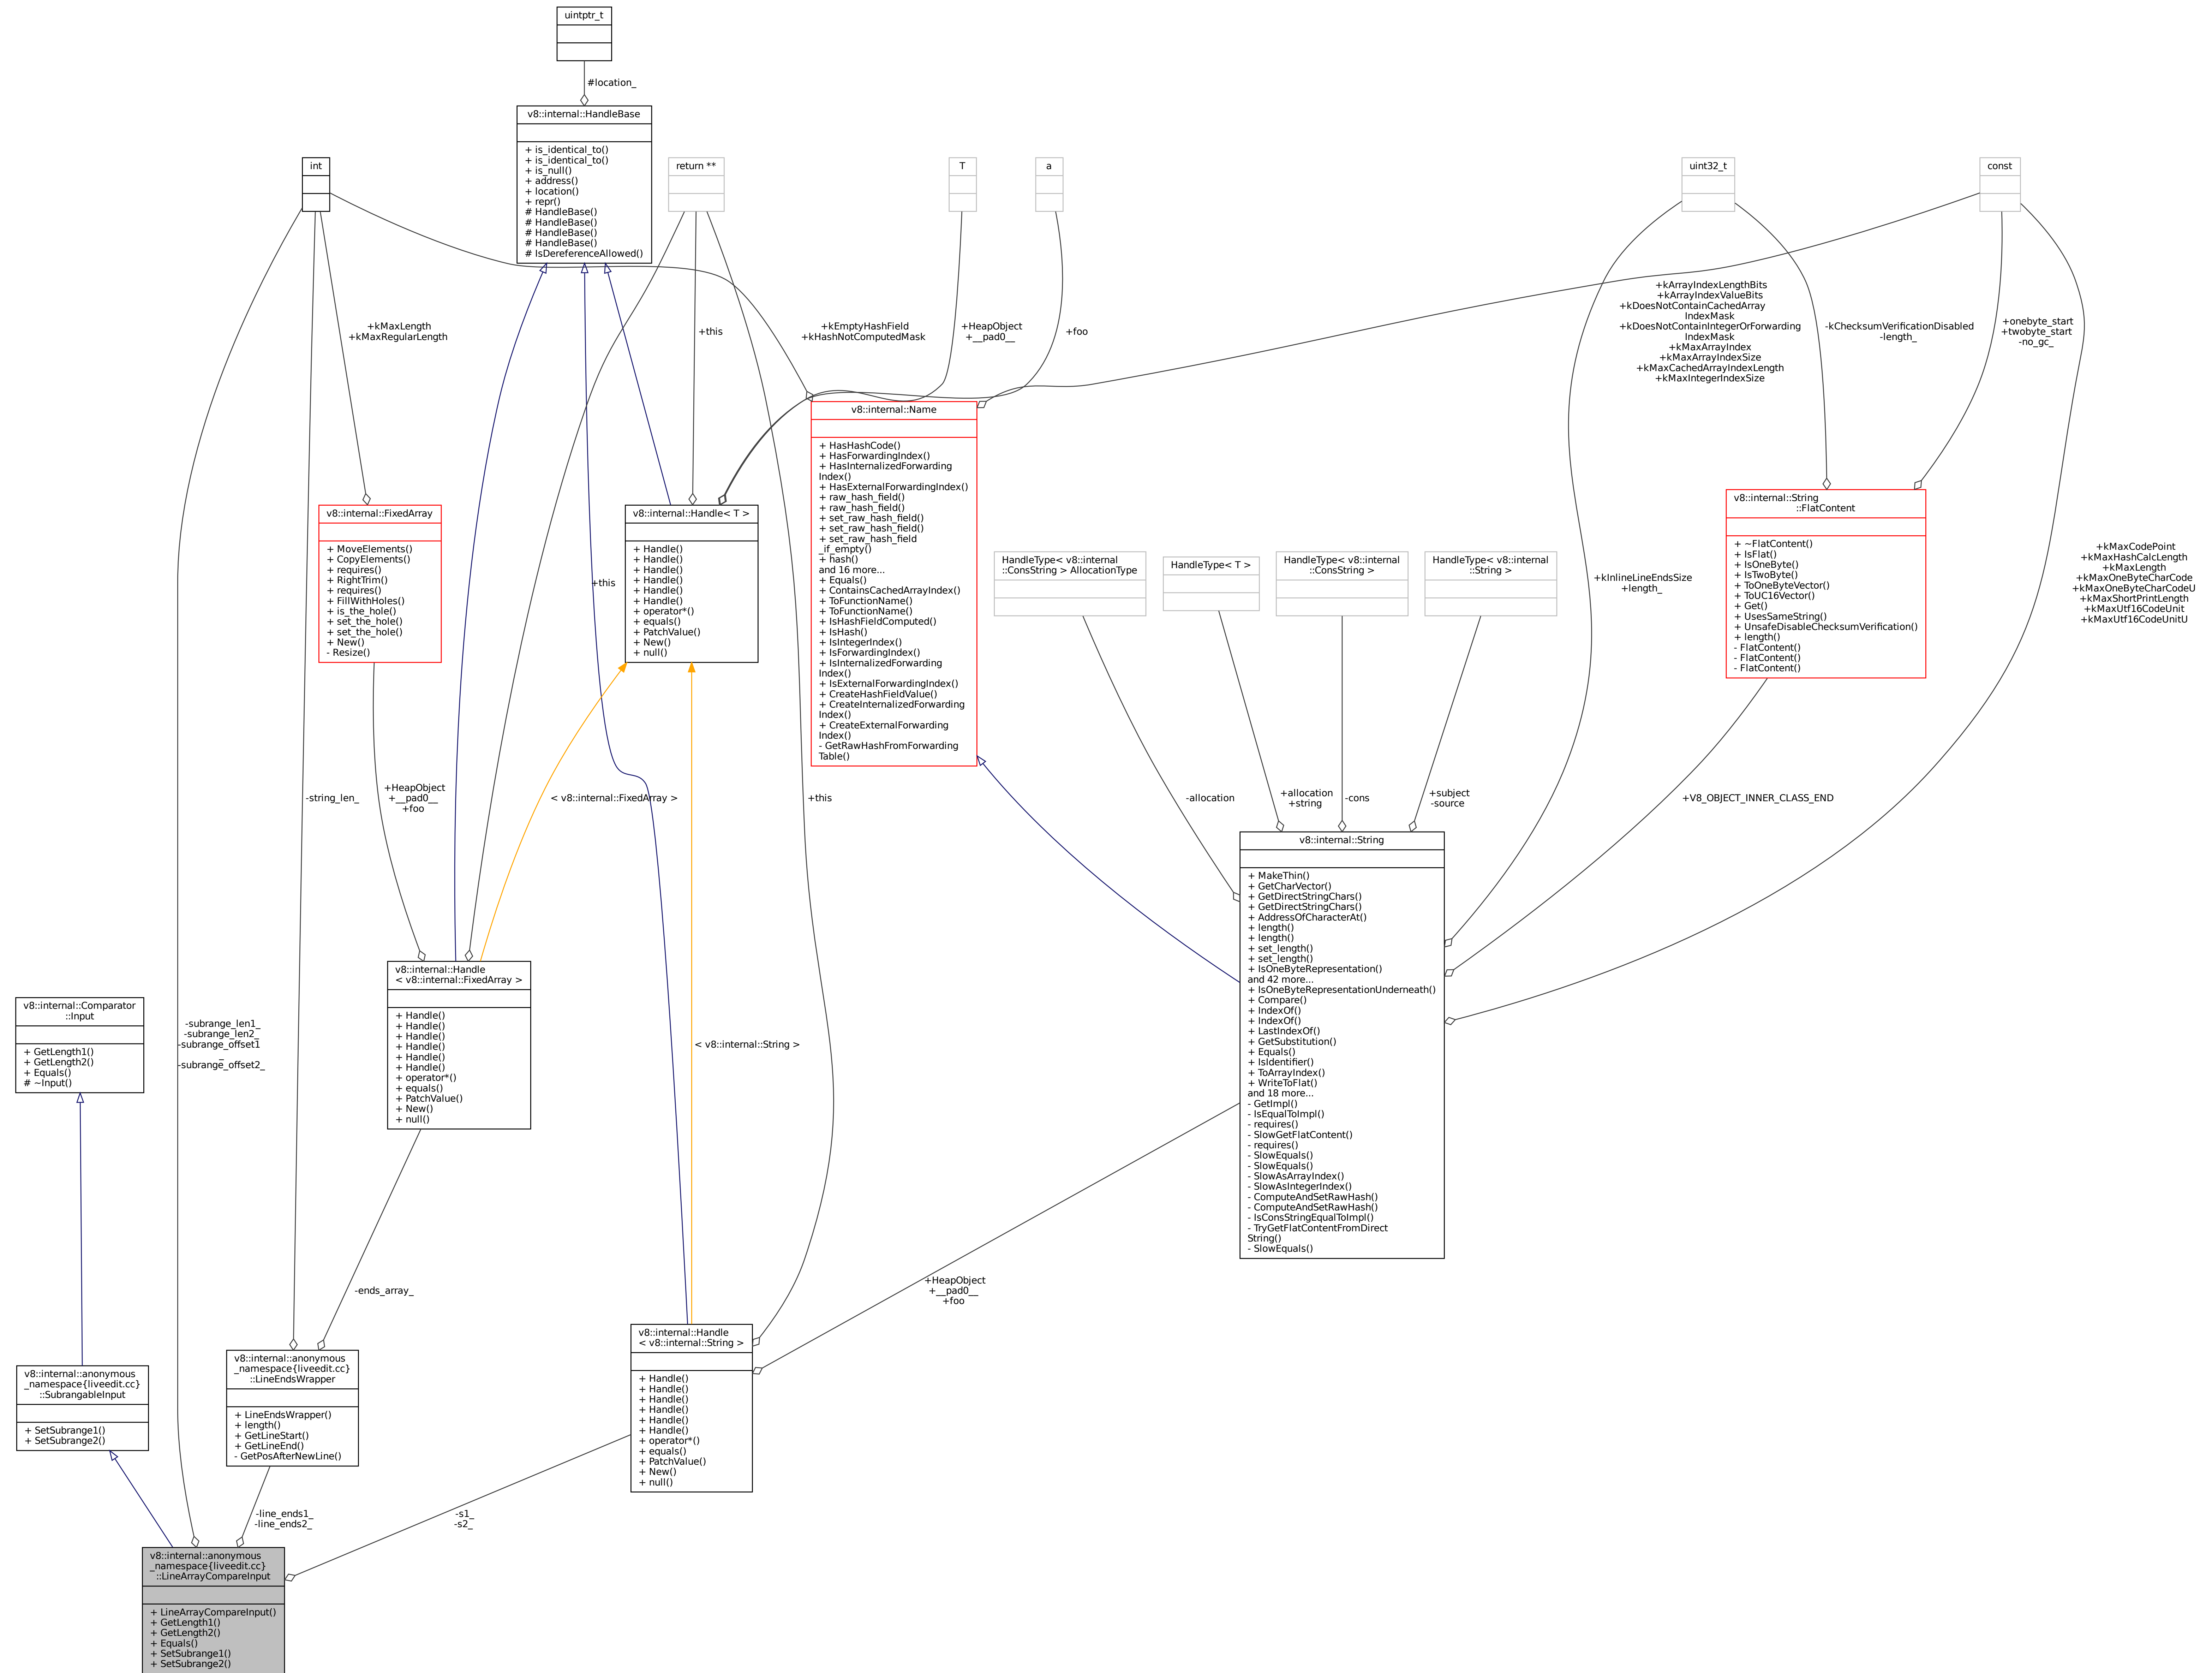 uintptr_t
#location_
v8::internal::HandleBase
+ is_identical_to()
+ is_identical_to()
+ is_null()
+ address()
+ location()
+ repr()
# HandleBase()
# HandleBase()
# HandleBase()
# HandleBase()
# IsDereferenceAllowed()
int
return **
T
a
uint32_t
const
+kMaxLength
+kMaxRegularLength
+this
+kEmptyHashField
+kHashNotComputedMask
+HeapObject
+__pad0__
+foo
+kArrayIndexLengthBits
+kArrayIndexValueBits
+kDoesNotContainCachedArray
IndexMask
+kDoesNotContainIntegerOrForwarding
IndexMask
+kMaxArrayIndex
+kMaxArrayIndexSize
+kMaxCachedArrayIndexLength
+kMaxIntegerIndexSize
-kChecksumVerificationDisabled
-length_
+onebyte_start
+twobyte_start
-no_gc_
v8::internal::FixedArray
+ MoveElements()
+ CopyElements()
+ requires()
+ RightTrim()
+ requires()
+ FillWithHoles()
+ is_the_hole()
+ set_the_hole()
+ set_the_hole()
+ New()
- Resize()
+this
v8::internal::Handle< T >
+ Handle()
+ Handle()
+ Handle()
+ Handle()
+ Handle()
+ Handle()
+ operator*()
+ equals()
+ PatchValue()
+ New()
+ null()
v8::internal::Name
+ HasHashCode()
+ HasForwardingIndex()
+ HasInternalizedForwarding
Index()
+ HasExternalForwardingIndex()
+ raw_hash_field()
+ raw_hash_field()
+ set_raw_hash_field()
+ set_raw_hash_field()
+ set_raw_hash_field
_if_empty()
+ hash()
and 16 more...
+ Equals()
+ ContainsCachedArrayIndex()
+ ToFunctionName()
+ ToFunctionName()
+ IsHashFieldComputed()
+ IsHash()
+ IsIntegerIndex()
+ IsForwardingIndex()
+ IsInternalizedForwarding
Index()
+ IsExternalForwardingIndex()
+ CreateHashFieldValue()
+ CreateInternalizedForwarding
Index()
+ CreateExternalForwarding
Index()
- GetRawHashFromForwarding
Table()
HandleType< v8::internal
::ConsString > AllocationType
HandleType< T >
HandleType< v8::internal
::ConsString >
HandleType< v8::internal
::String >
+kInlineLineEndsSize
+length_
v8::internal::String
::FlatContent
+ ~FlatContent()
+ IsFlat()
+ IsOneByte()
+ IsTwoByte()
+ ToOneByteVector()
+ ToUC16Vector()
+ Get()
+ UsesSameString()
+ UnsafeDisableChecksumVerification()
+ length()
- FlatContent()
- FlatContent()
- FlatContent()
+kMaxCodePoint
+kMaxHashCalcLength
+kMaxLength
+kMaxOneByteCharCode
+kMaxOneByteCharCodeU
+kMaxShortPrintLength
+kMaxUtf16CodeUnit
+kMaxUtf16CodeUnitU
-string_len_
+HeapObject
+__pad0__
+foo
< v8::internal::FixedArray >
+this
-allocation
+allocation
+string
-cons
+subject
-source
+V8_OBJECT_INNER_CLASS_END
v8::internal::String
+ MakeThin()
+ GetCharVector()
+ GetDirectStringChars()
+ GetDirectStringChars()
+ AddressOfCharacterAt()
+ length()
+ length()
+ set_length()
+ set_length()
+ IsOneByteRepresentation()
and 42 more...
+ IsOneByteRepresentationUnderneath()
+ Compare()
+ IndexOf()
+ IndexOf()
+ LastIndexOf()
+ GetSubstitution()
+ Equals()
+ IsIdentifier()
+ ToArrayIndex()
+ WriteToFlat()
and 18 more...
- GetImpl()
- IsEqualToImpl()
- requires()
- SlowGetFlatContent()
- requires()
- SlowEquals()
- SlowEquals()
- SlowAsArrayIndex()
- SlowAsIntegerIndex()
- ComputeAndSetRawHash()
- ComputeAndSetRawHash()
- IsConsStringEqualToImpl()
- TryGetFlatContentFromDirect
String()
- SlowEquals()
v8::internal::Handle
< v8::internal::FixedArray >
+ Handle()
+ Handle()
+ Handle()
+ Handle()
+ Handle()
+ Handle()
+ operator*()
+ equals()
+ PatchValue()
+ New()
+ null()
v8::internal::Comparator
::Input
+ GetLength1()
+ GetLength2()
+ Equals()
# ~Input()
-subrange_len1_
-subrange_len2_
-subrange_offset1
_
-subrange_offset2_
< v8::internal::String >
-ends_array_
+HeapObject
+__pad0__
+foo
v8::internal::Handle
< v8::internal::String >
+ Handle()
+ Handle()
+ Handle()
+ Handle()
+ Handle()
+ Handle()
+ operator*()
+ equals()
+ PatchValue()
+ New()
+ null()
v8::internal::anonymous
_namespace{liveedit.cc}
::SubrangableInput
+ SetSubrange1()
+ SetSubrange2()
v8::internal::anonymous
_namespace{liveedit.cc}
::LineEndsWrapper
+ LineEndsWrapper()
+ length()
+ GetLineStart()
+ GetLineEnd()
- GetPosAfterNewLine()
-line_ends1_
-line_ends2_
-s1_
-s2_
v8::internal::anonymous
_namespace{liveedit.cc}
::LineArrayCompareInput
+ LineArrayCompareInput()
+ GetLength1()
+ GetLength2()
+ Equals()
+ SetSubrange1()
+ SetSubrange2()